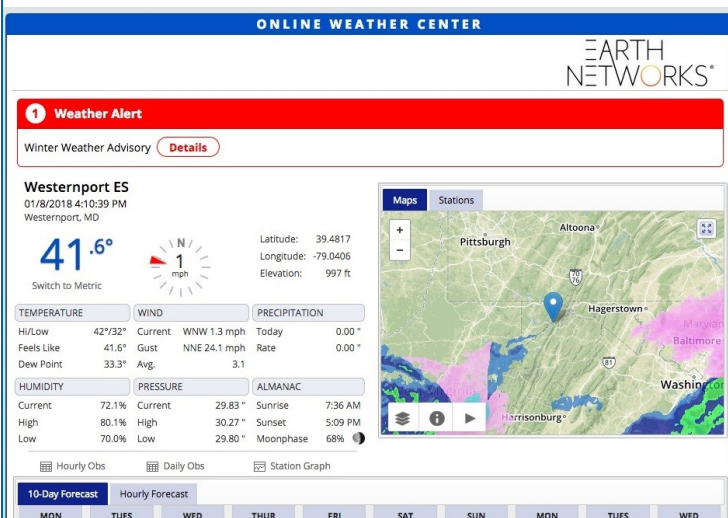 ONLINE WEATHER CENTER
EARTH
NETWORKS®
1 Weather Alert
Winter Weather Advisory Details
Westernport ES
01/8/2018 4:10:39 PM
Westernport, MD
41.6°
Switch to Metric
N
1
mph
Latitude: 39.4817
Longitude: -79.0406
Elevation: 997 ft
TEMPERATURE
Hi/Low 42°/32°
Feels Like 41.6°
Dew Point 33.3°
WIND
Current WNW 1.3 mph
Gust NNE 24.1 mph
Avg. 3.1
PRECIPITATION
Today 0.00 "
Rate 0.00 "
HUMIDITY
Current 72.1%
High 80.1%
Low 70.0%
PRESSURE
Current 29.83 "
High 30.27 "
Low 29.80 "
ALMANAC
Sunrise 7:36 AM
Sunset 5:09 PM
Moonphase 68%
Hourly Obs Daily Obs Station Graph
Maps Stations
+
-
Altoona
Pittsburgh
70
76
Hagerstown
Maryland
Baltimore
81
Washington
Harrisonburg
10-Day Forecast Hourly Forecast
MON TUES WED THUR FRI SAT SUN MON TUES WED